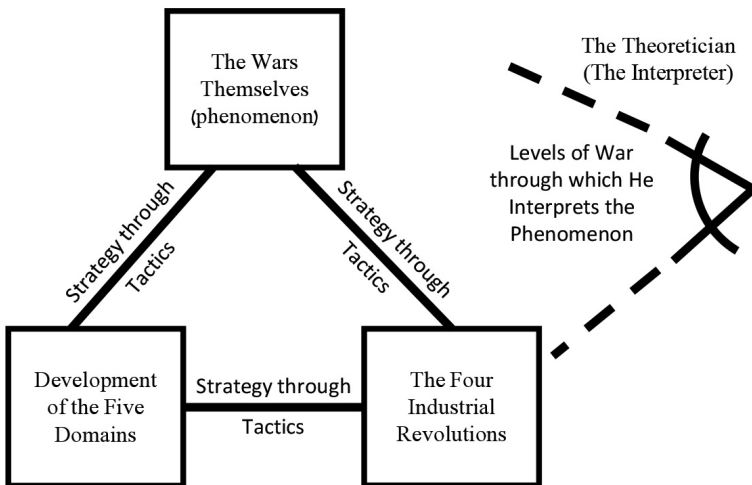 The Wars
Themselves
(phenomenon)
The Theoretician
(The Interpreter)
Levels of War
through which He
Interprets the
Phenomenon
Strategy through
Tactics
Strategy through
Tactics
Development
of the Five
Domains
Strategy through
Tactics
The Four
Industrial
Revolutions